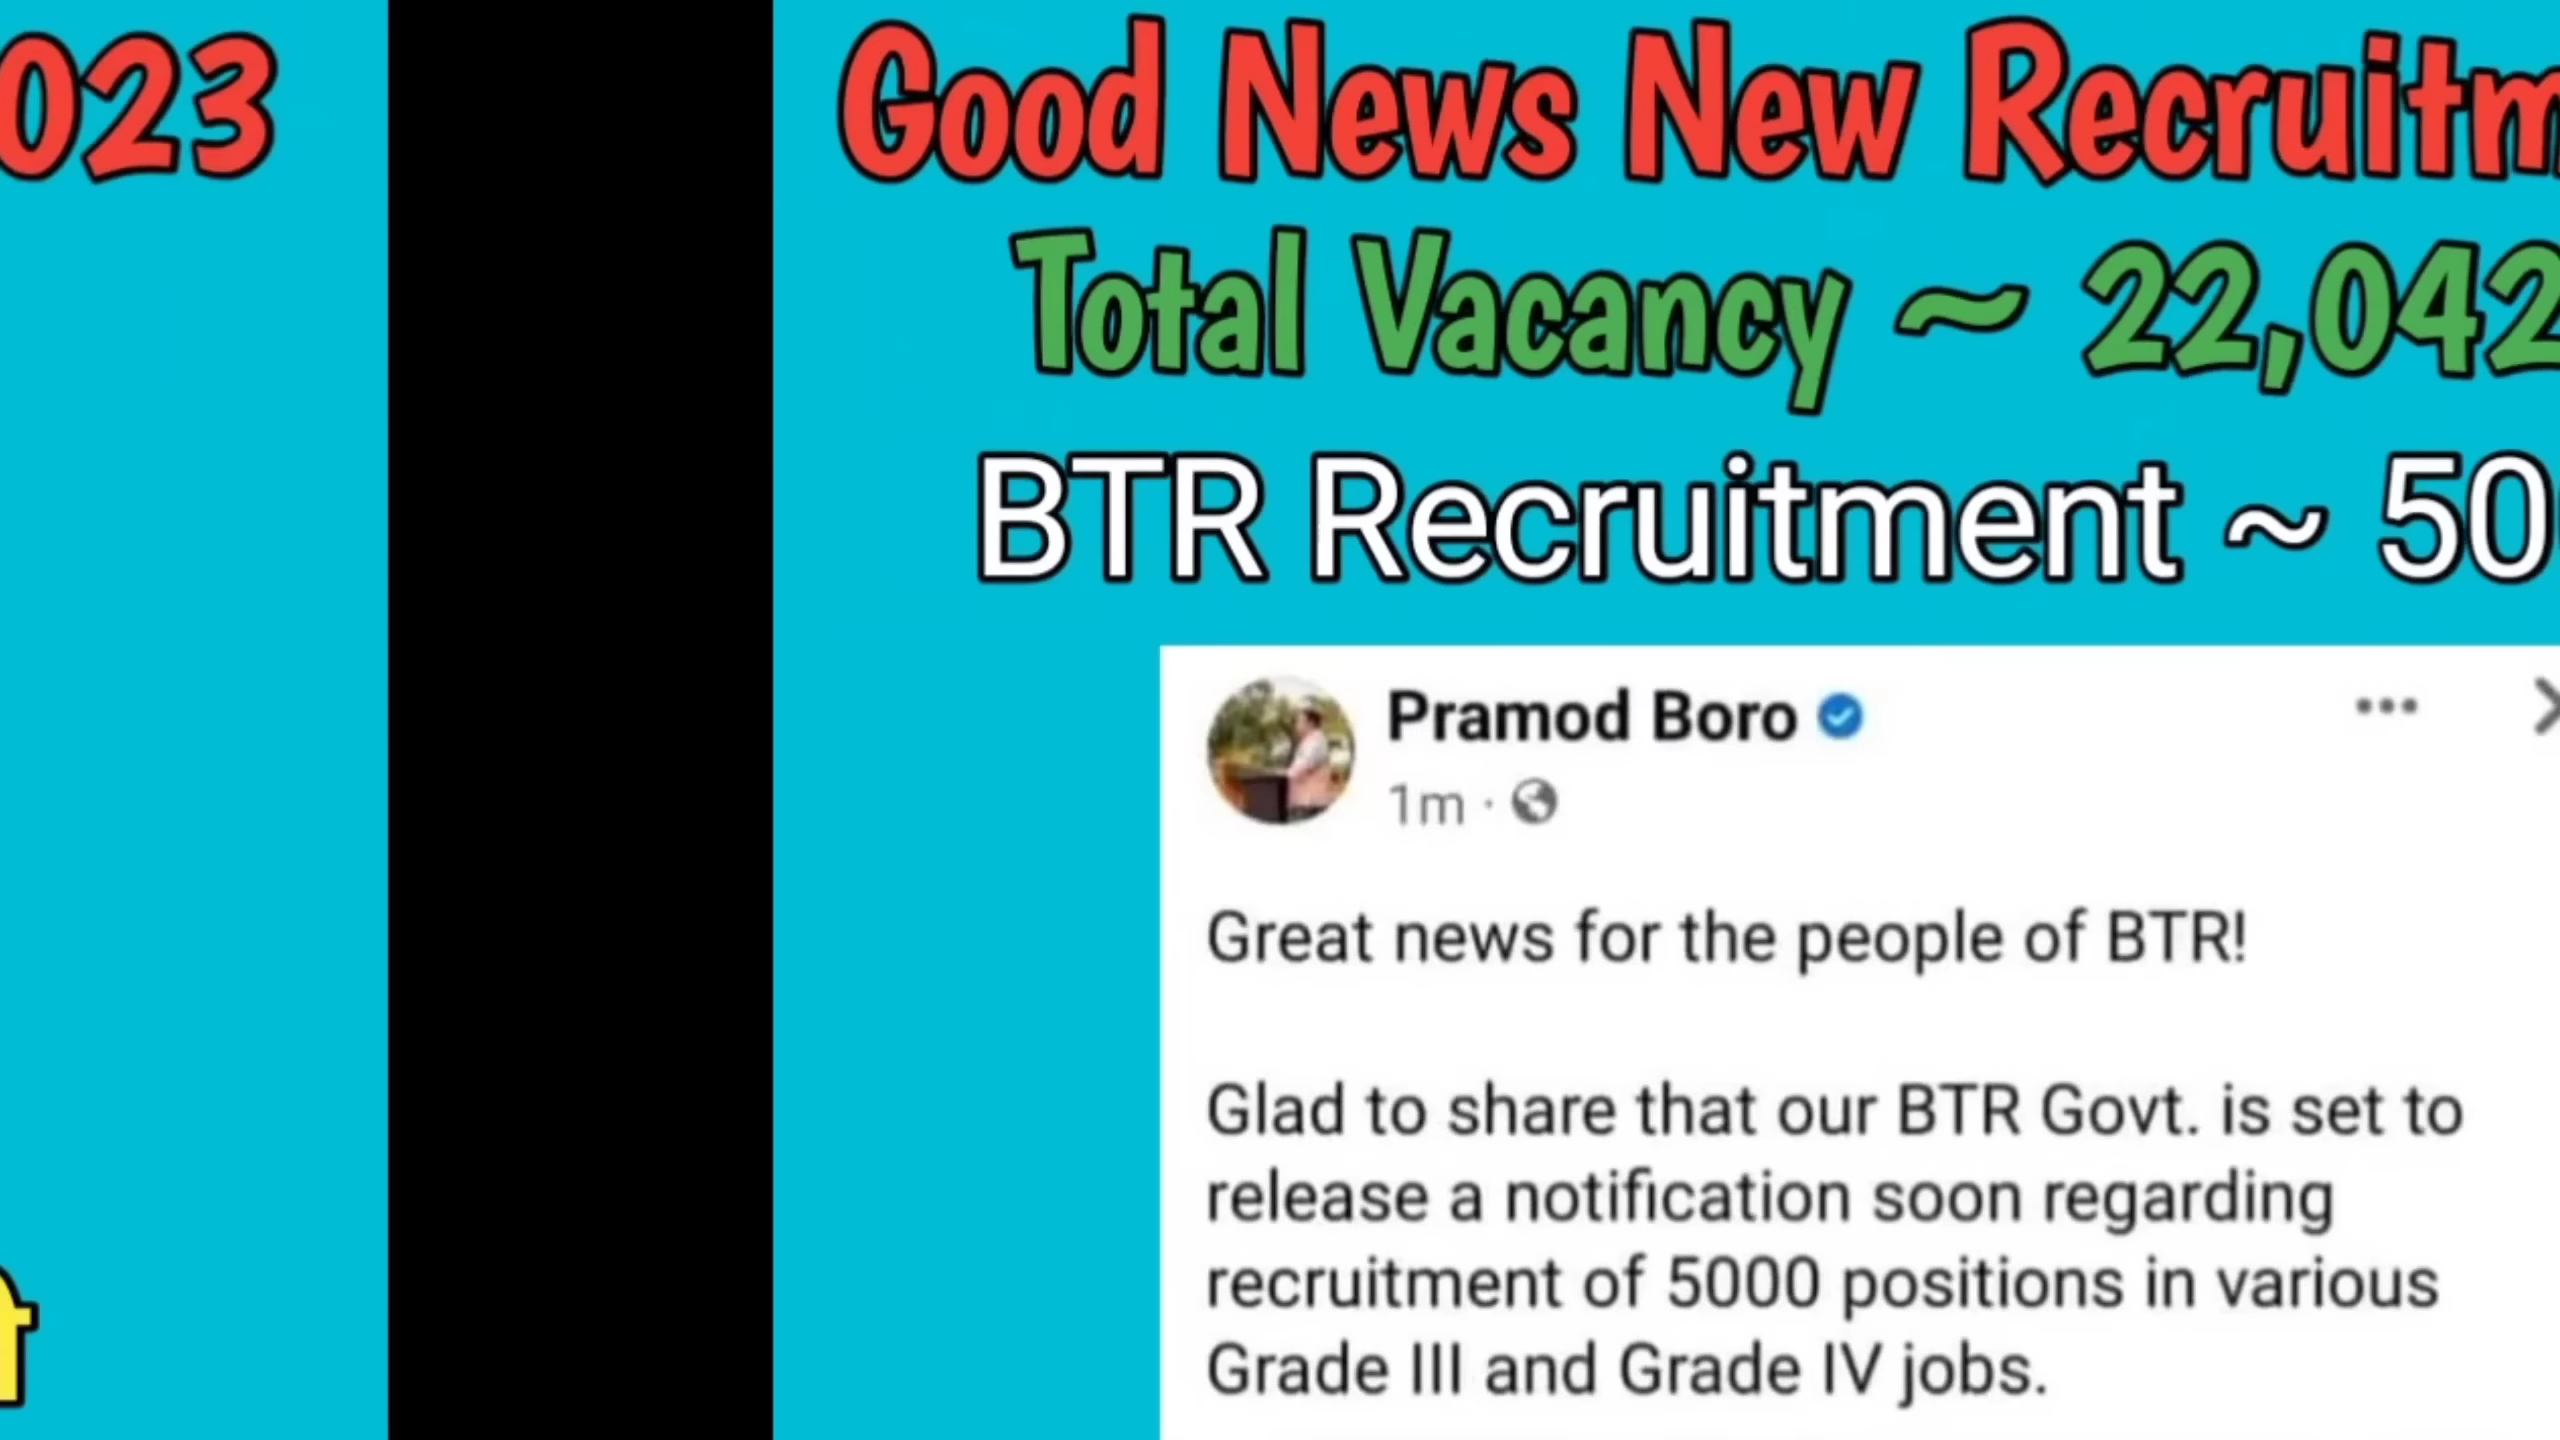 023
Good News New Recruitm
Total Vacancy ~ 22,042
BTR Recruitment ~ 50
Pramod Boro
1m ·
Great news for the people of BTR!
Glad to share that our BTR Govt. is set to
release a notification soon regarding
recruitment of 5000 positions in various
Grade III and Grade IV jobs.